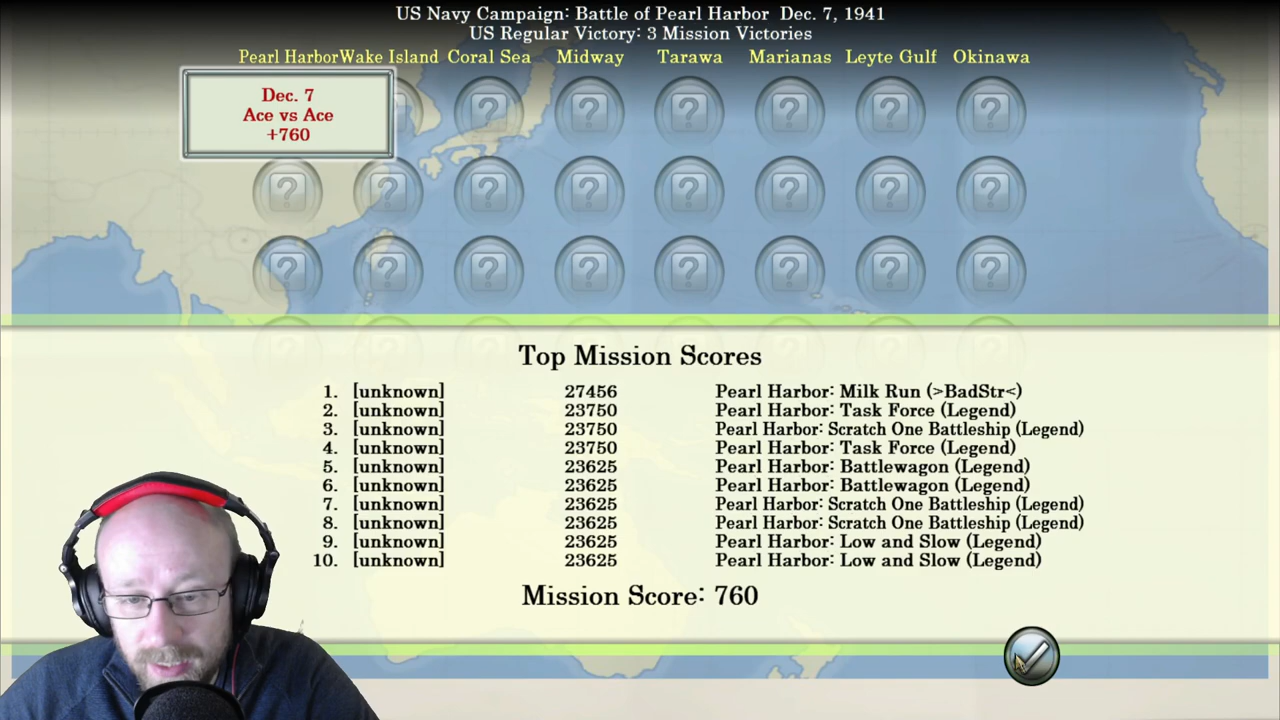 US Navy Campaign: Battle of Pearl Harbor Dec. 7, 1941
US Regular Victory: 3 Mission Victories
Pearl Harbor Wake Island Coral Sea Midway Tarawa Marianas Leyte Gulf Okinawa
Dec. 7
Ace vs Ace
+760
Top Mission Scores
1. [unknown] 27456 Pearl Harbor: Milk Run (>BadStr<)
2. [unknown] 23750 Pearl Harbor: Task Force (Legend)
3. [unknown] 23750 Pearl Harbor: Scratch One Battleship (Legend)
4. [unknown] 23750 Pearl Harbor: Task Force (Legend)
5. [unknown] 23625 Pearl Harbor: Battlewagon (Legend)
6. [unknown] 23625 Pearl Harbor: Battlewagon (Legend)
7. [unknown] 23625 Pearl Harbor: Scratch One Battleship (Legend)
8. [unknown] 23625 Pearl Harbor: Scratch One Battleship (Legend)
9. [unknown] 23625 Pearl Harbor: Low and Slow (Legend)
10. [unknown] 23625 Pearl Harbor: Low and Slow (Legend)
Mission Score: 760